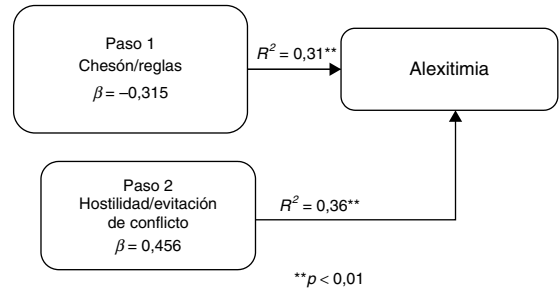 Paso 1
Chesón/reglas
β = –0,315
R² = 0,31**
Alexitimia
Paso 2
Hostilidad/evitación
de conflicto
β = 0,456
R² = 0,36**
**p < 0,01